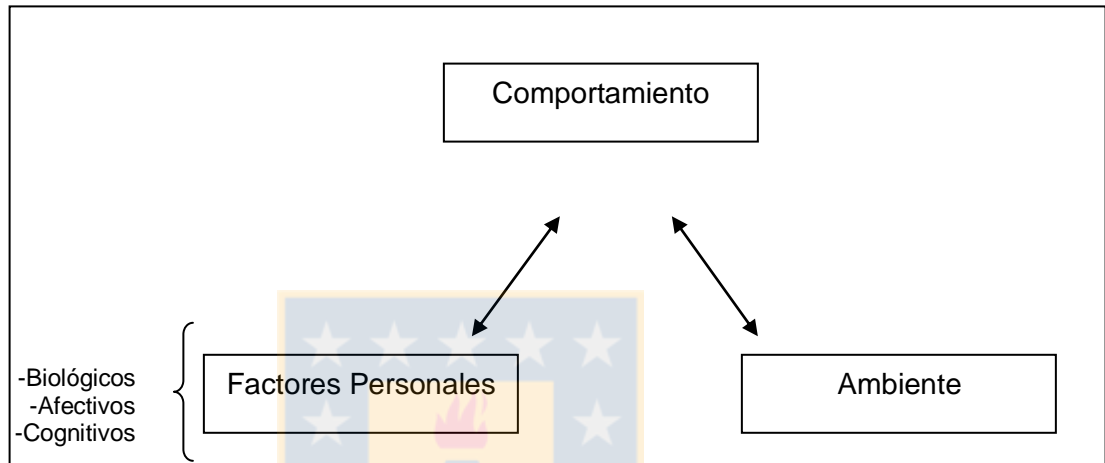 Comportamiento
-Biológicos
-Afectivos
-Cognitivos
Factores Personales
Ambiente